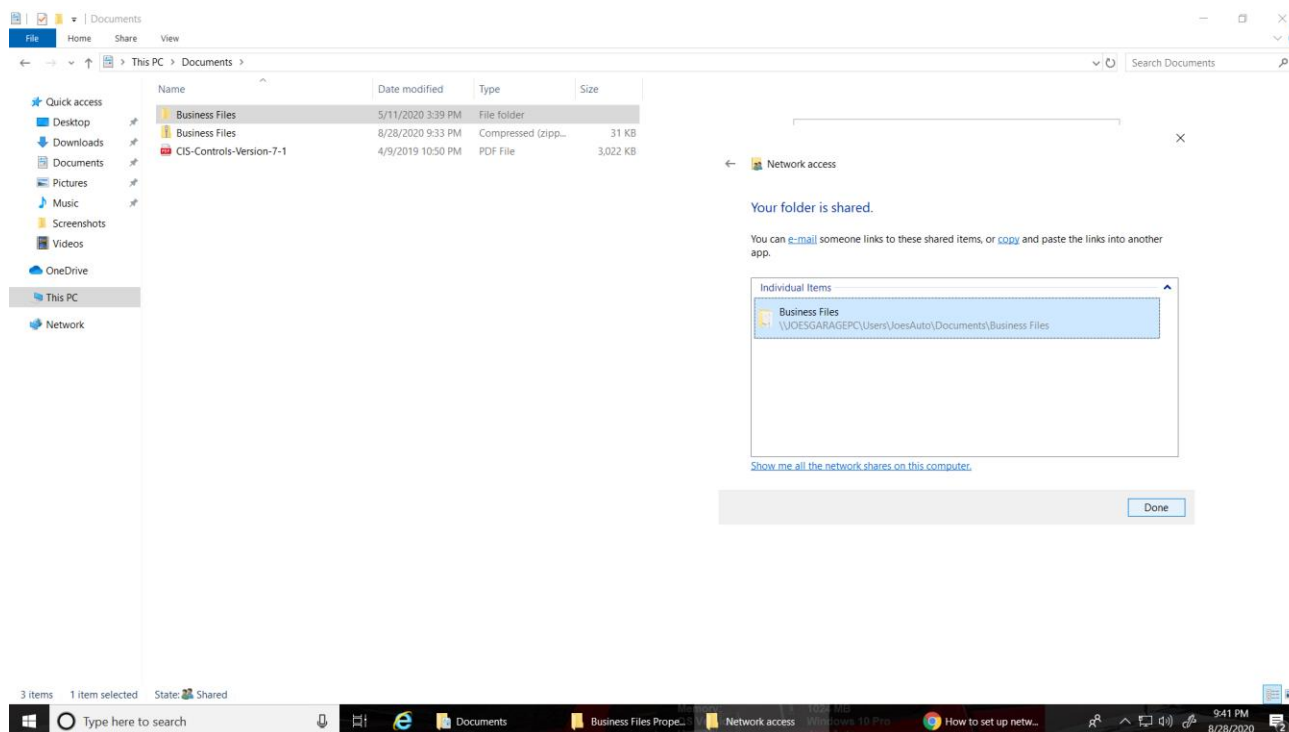 Documents
File Home Share View
This PC > Documents >
Search Documents
Name Date modified Type Size
Quick access
Desktop
Downloads
Documents
Pictures
Music
Screenshots
Videos
OneDrive
This PC
Network
Business Files 5/11/2020 3:39 PM File folder
Business Files 8/28/2020 9:33 PM Compressed (zipp... 31 KB
CIS-Controls-Version-7-1 4/9/2019 10:50 PM PDF File 3,022 KB
Network access
Your folder is shared.
You can e-mail someone links to these shared items, or copy and paste the links into another
app.
Individual Items
Business Files
\\JOESGARAGEPC\Users\JoesAuto\Documents\Business Files
Show me all the network shares on this computer.
Done
3 items 1 item selected State: Shared
Memory: 1024 MB
Type here to search Documents Business Files Prope... Network access Windows 10 Pro How to set up netw... 9:41 PM
8/28/2020
2